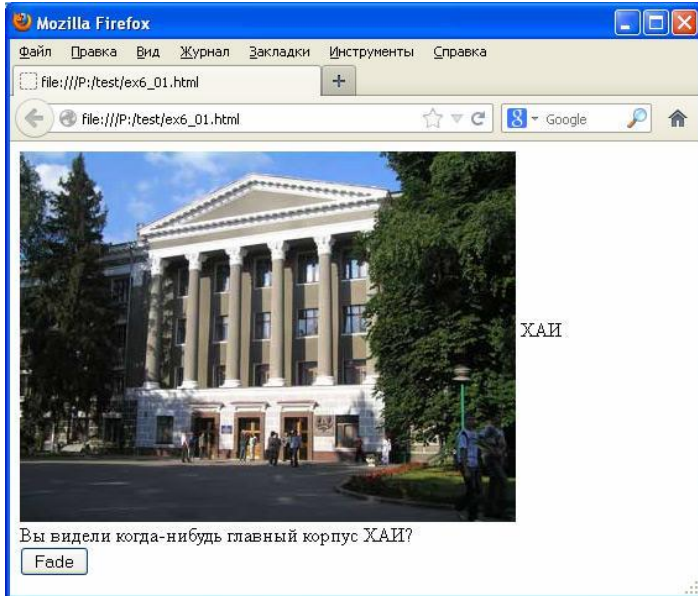 Mozilla Firefox
Файл Правка Вид Журнал Закладки Инструменты Справка
file:///P:/test/ex6_01.html +
file:///P:/test/ex6_01.html 8 Google
ХАИ
Вы видели когда-нибудь главный корпус ХАИ?
Fade